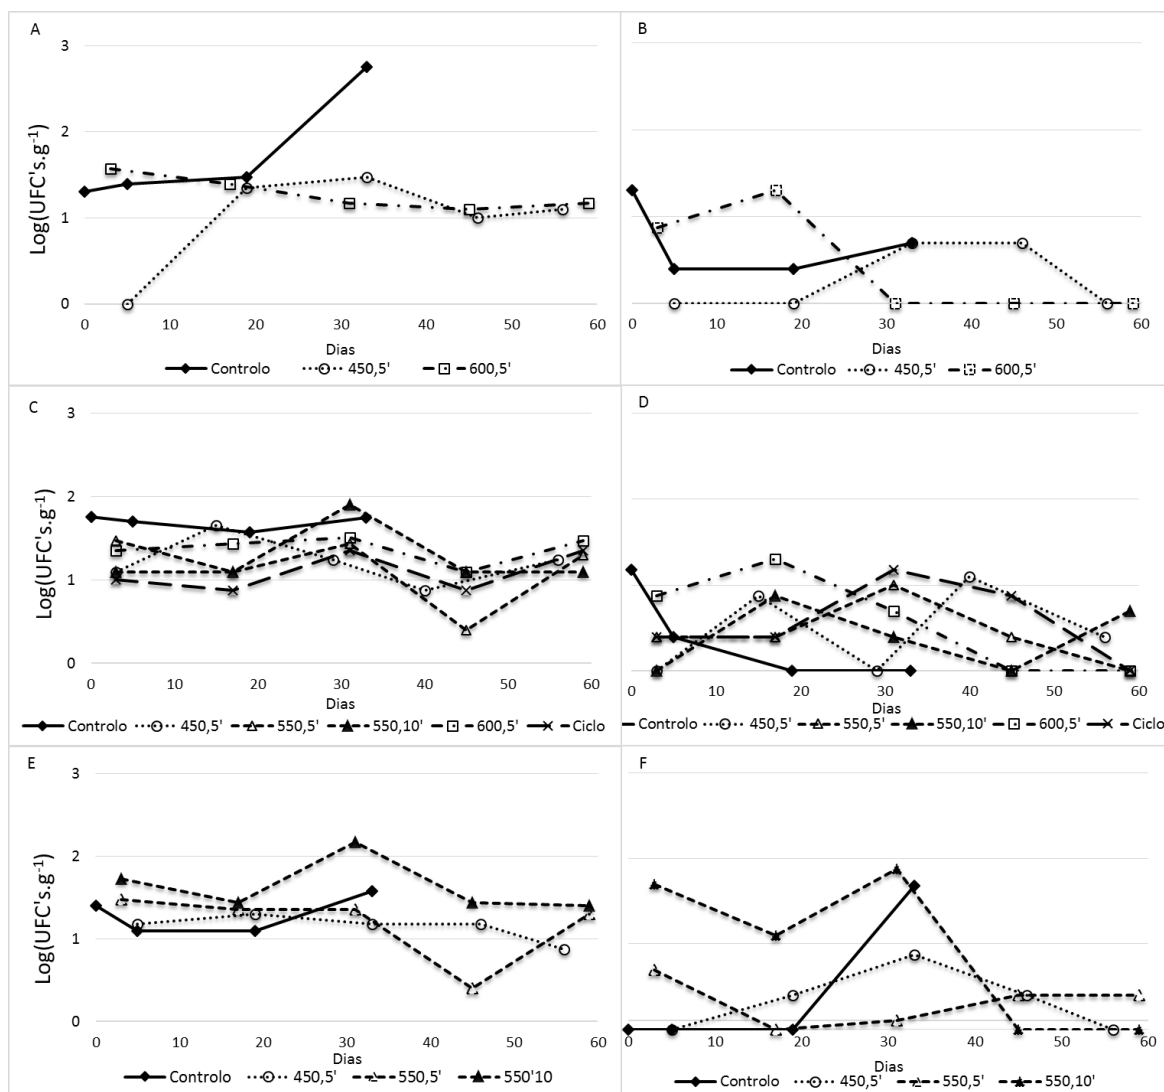 A
3
2
1
0
Log(UFC's.g-1)
0 10 20 30 40 50 60
Dias
Controlo 450,5' 600,5'
B
0 10 20 30 40 50 60
Dias
Controlo 450,5' 600,5'
C
3
2
1
0
Log(UFC's.g-1)
0 10 20 30 40 50 60
Dias
Controlo 450,5' 550,5' 550,10' 600,5' Ciclo
D
0 10 20 30 40 50 60
Dias
Controlo 450,5' 550,5' 550,10' 600,5' Ciclo
E
3
2
1
0
Log(UFC's.g-1)
0 10 20 30 40 50 60
Dias
Controlo 450,5' 550,5' 550'10
F
0 10 20 30 40 50 60
Dias
Controlo 450,5' 550,5' 550,10'